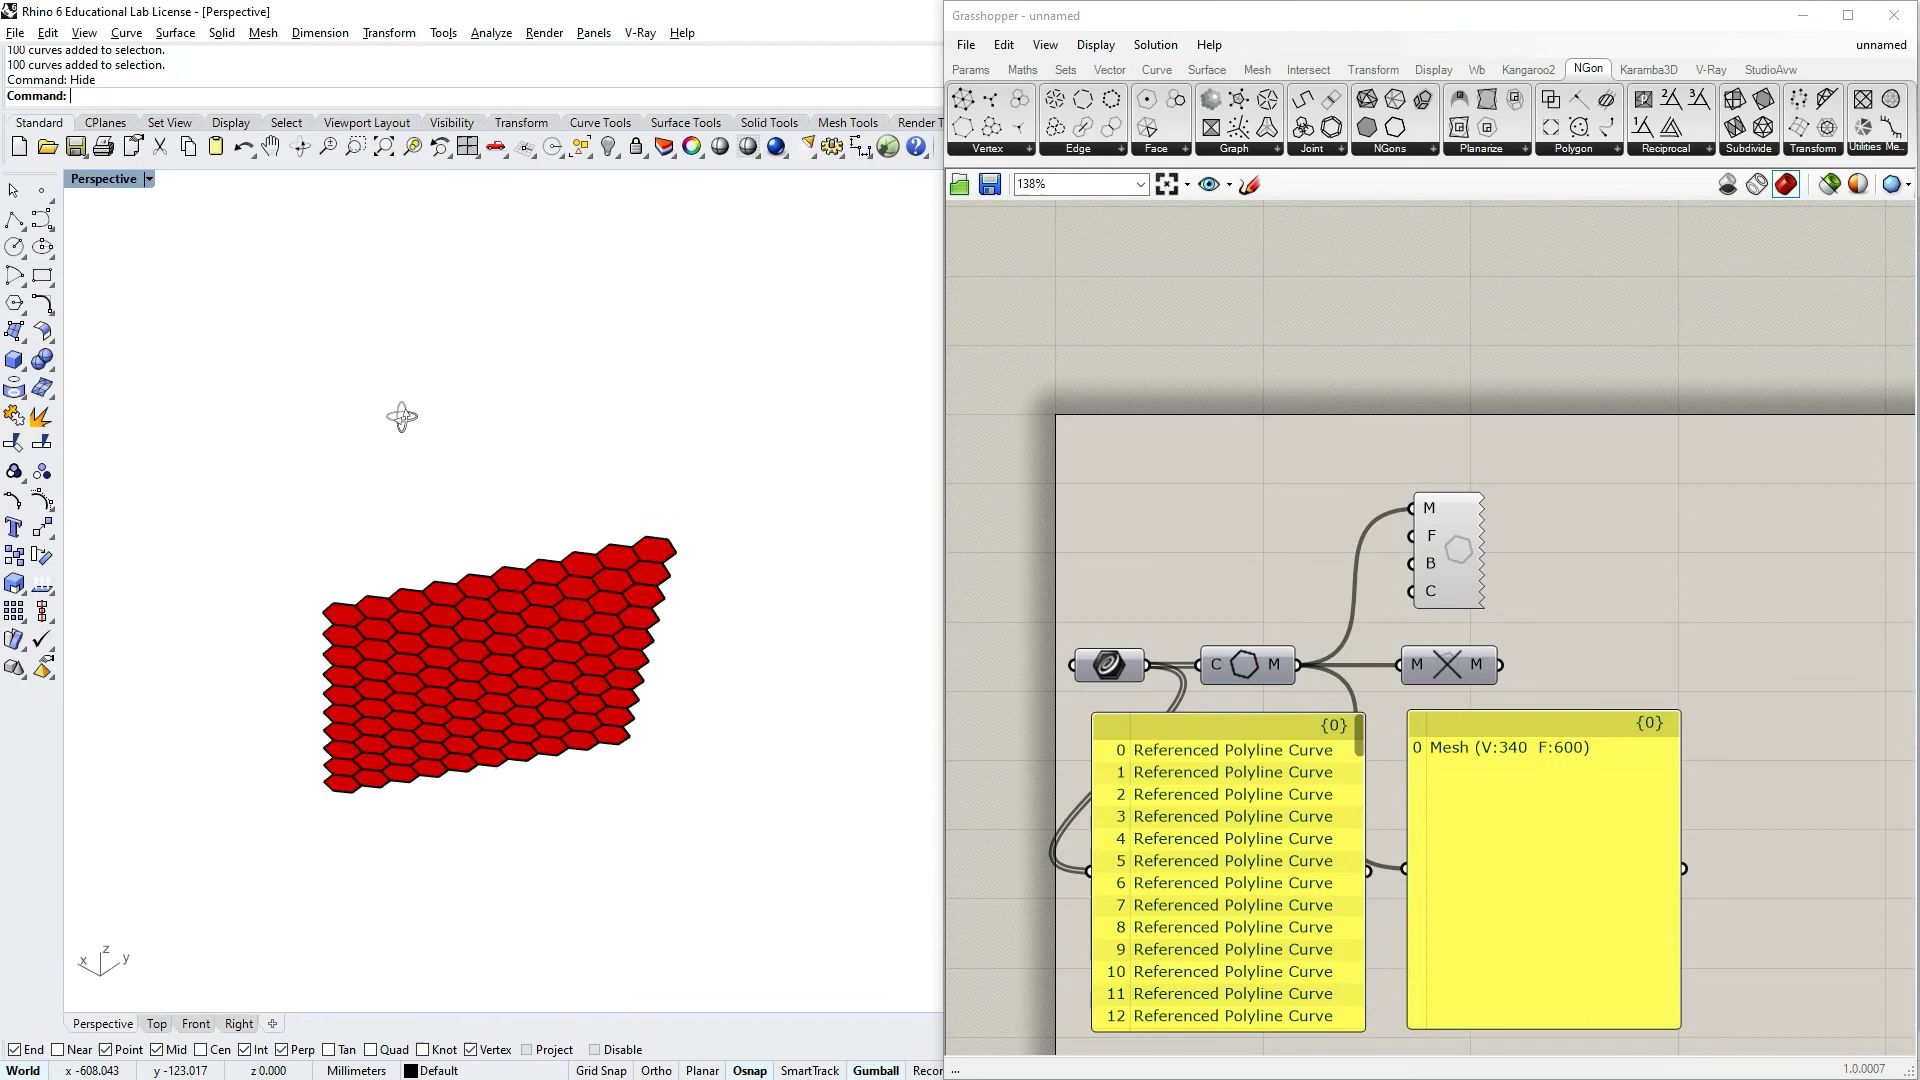 Rhino 6 Educational Lab License - [Perspective]
File Edit View Curve Surface Solid Mesh Dimension Transform Tools Analyze Render Panels V-Ray Help
100 curves added to selection.
100 curves added to selection.
Command: Hide
Command:
Standard CPlanes Set View Display Select Viewport Layout Visibility Transform Curve Tools Surface Tools Solid Tools Mesh Tools Render T
Perspective
z
x y
Perspective Top Front Right
End Near Point Mid Cen Int Perp Tan Quad Knot Vertex Project Disable
World x -608.043 y -123.017 z 0.000 Millimeters Default Grid Snap Ortho Planar Osnap SmartTrack Gumball Recor
Grasshopper - unnamed
File Edit View Display Solution Help unnamed
Params Maths Sets Vector Curve Surface Mesh Intersect Transform Display Wb Kangaroo2 NGon Karamba3D V-Ray StudioAvw
Vertex Edge Face Graph Joint NGons Planarize Polygon Reciprocal Subdivide Transform Utilities Me...
138%
M
F
B
C
C M
M M
{0}
0 Referenced Polyline Curve
1 Referenced Polyline Curve
2 Referenced Polyline Curve
3 Referenced Polyline Curve
4 Referenced Polyline Curve
5 Referenced Polyline Curve
6 Referenced Polyline Curve
7 Referenced Polyline Curve
8 Referenced Polyline Curve
9 Referenced Polyline Curve
10 Referenced Polyline Curve
11 Referenced Polyline Curve
12 Referenced Polyline Curve
{0}
0 Mesh (V:340 F:600)
... 1.0.0007